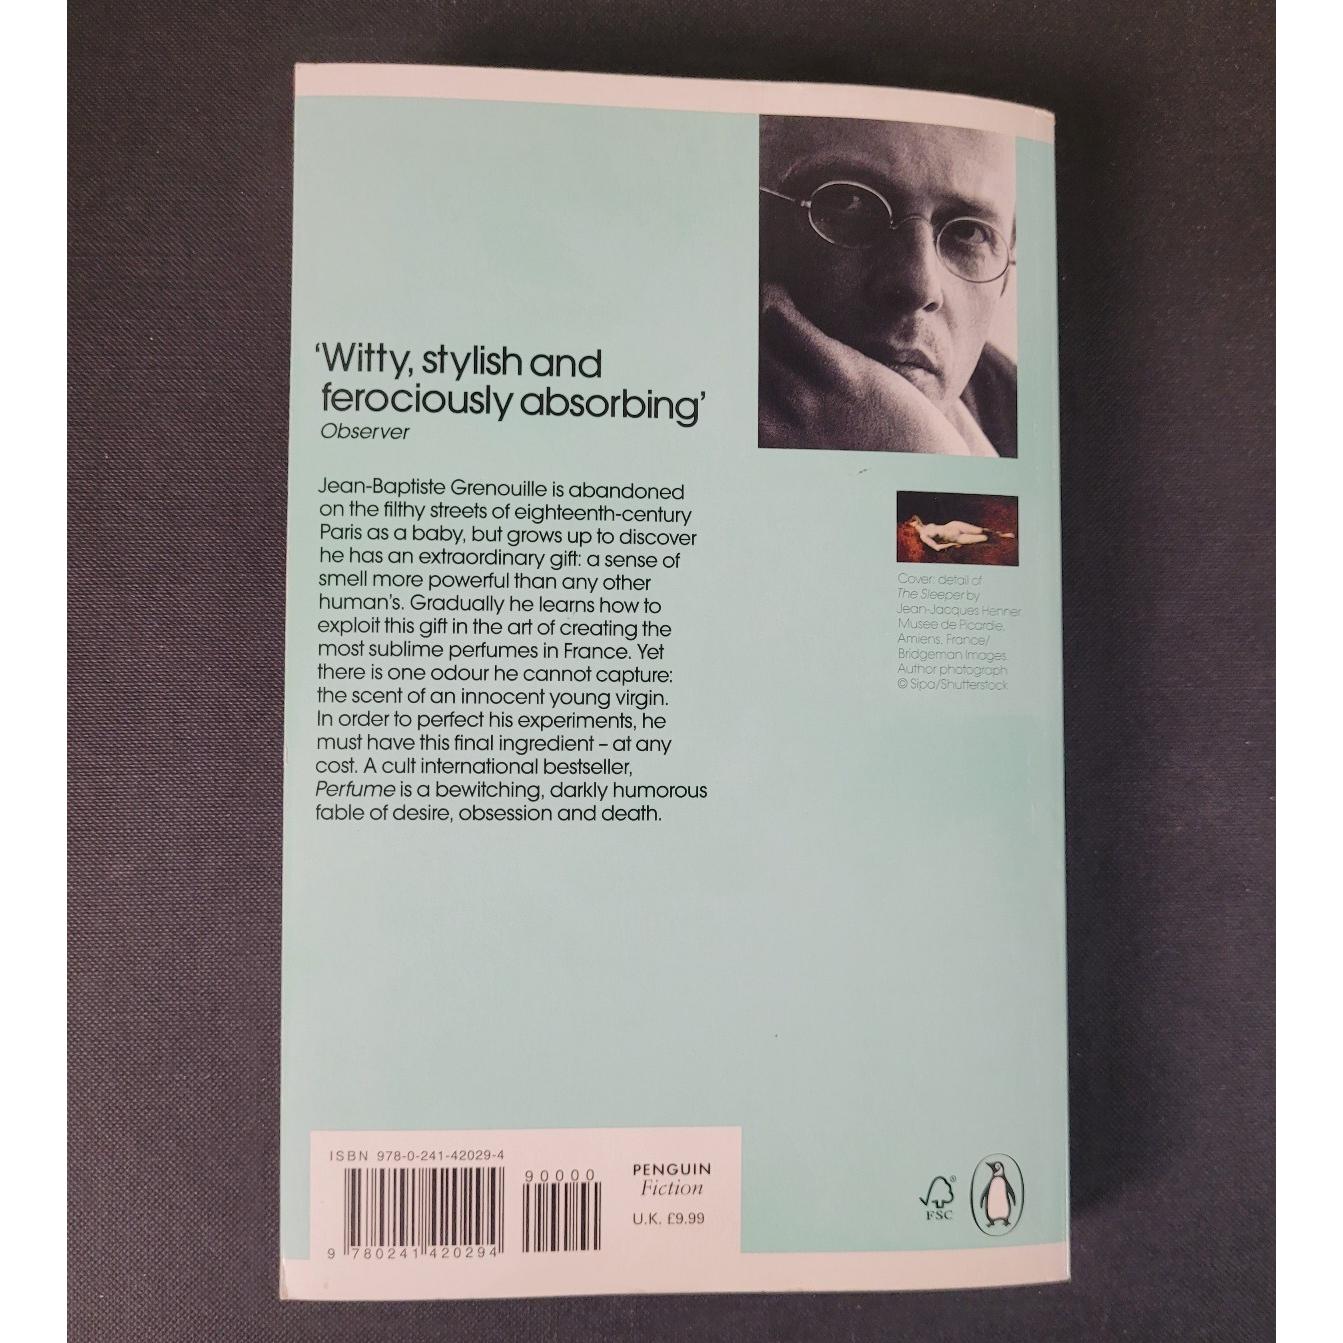 ‘Witty, stylish and
ferociously absorbing’
Observer
Jean-Baptiste Grenouille is abandoned
on the filthy streets of eighteenth-century
Paris as a baby, but grows up to discover
he has an extraordinary gift: a sense of
smell more powerful than any other
human’s. Gradually he learns how to
exploit this gift in the art of creating the
most sublime perfumes in France. Yet
there is one odour he cannot capture:
the scent of an innocent young virgin.
In order to perfect his experiments, he
must have this final ingredient – at any
cost. A cult international bestseller,
Perfume is a bewitching, darkly humorous
fable of desire, obsession and death.
Cover: detail of
The Sleeper by
Jean-Jacques Henner
Musee de Picardie,
Amiens, France/
Bridgeman Images.
Author photograph
© Sipa/Shutterstock
ISBN 978-0-241-42029-4
90000
9 780241 420294
PENGUIN
Fiction
U.K. £9.99
FSC